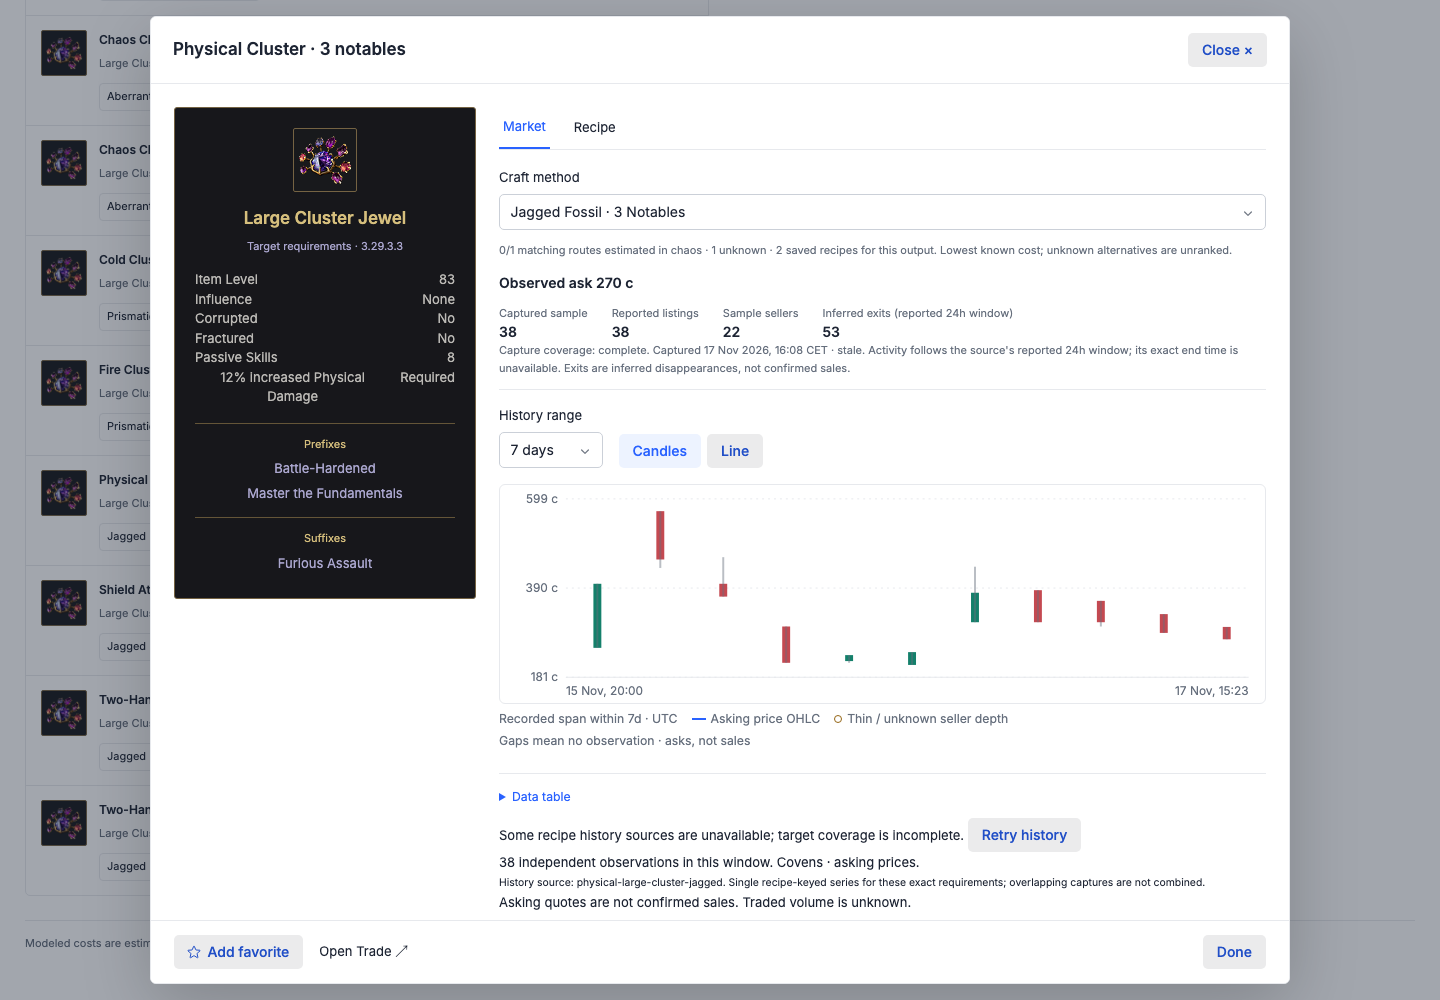 Physical Cluster · 3 notables
Close ×
Chaos Cl
Large Clus
Aberrant
Chaos Cl
Large Clus
Aberrant
Cold Clus
Large Clus
Prismatic
Fire Clus
Large Clus
Prismatic
Physical
Large Clus
Jagged
Shield At
Large Clus
Jagged
Two-Han
Large Clus
Jagged
Two-Han
Large Clus
Jagged
Modeled costs are estim
Large Cluster Jewel
Target requirements · 3.29.3.3
Item Level 83
Influence None
Corrupted No
Fractured No
Passive Skills 8
12% increased Physical Required
Damage
Prefixes
Battle-Hardened
Master the Fundamentals
Suffixes
Furious Assault
Market Recipe
Craft method
Jagged Fossil · 3 Notables
0/1 matching routes estimated in chaos · 1 unknown · 2 saved recipes for this output. Lowest known cost; unknown alternatives are unranked.
Observed ask 270 c
Captured sample Reported listings Sample sellers Inferred exits (reported 24h window)
38 38 22 53
Capture coverage: complete. Captured 17 Nov 2026, 16:08 CET · stale. Activity follows the source's reported 24h window; its exact end time is
unavailable. Exits are inferred disappearances, not confirmed sales.
History range
7 days Candles Line
599 c
390 c
181 c
15 Nov, 20:00 17 Nov, 15:23
Recorded span within 7d · UTC Asking price OHLC Thin / unknown seller depth
Gaps mean no observation · asks, not sales
Data table
Some recipe history sources are unavailable; target coverage is incomplete. Retry history
38 independent observations in this window. Covens · asking prices.
History source: physical-large-cluster-jagged. Single recipe-keyed series for these exact requirements; overlapping captures are not combined.
Asking quotes are not confirmed sales. Traded volume is unknown.
Add favorite Open Trade
Done